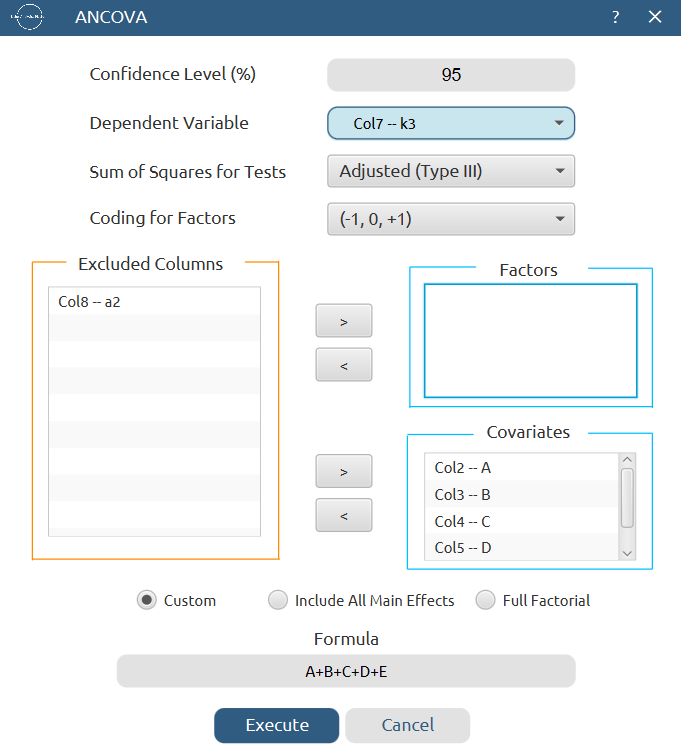 ANCOVA ?
Confidence Level (%) 95
Dependent Variable Col7 -- k3
Sum of Squares for Tests Adjusted (Type III)
Coding for Factors (-1, 0, +1)
Excluded Columns
Col8 -- a2
>
<
Factors
Covariates
Col2 -- A
Col3 -- B
Col4 -- C
Col5 -- D
>
<
Custom Include All Main Effects Full Factorial
Formula
A+B+C+D+E
Execute Cancel